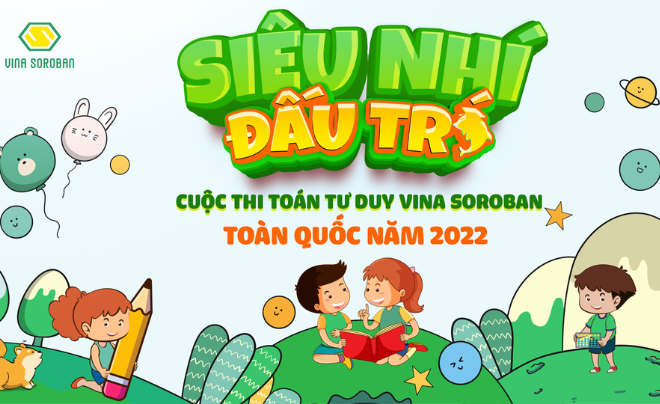 VINA SOROBAN
SIÊU NHÍ
ĐẤU TRÍ
CUỘC THI TOÁN TƯ DUY VINA SOROBAN
TOÀN QUỐC NĂM 2022